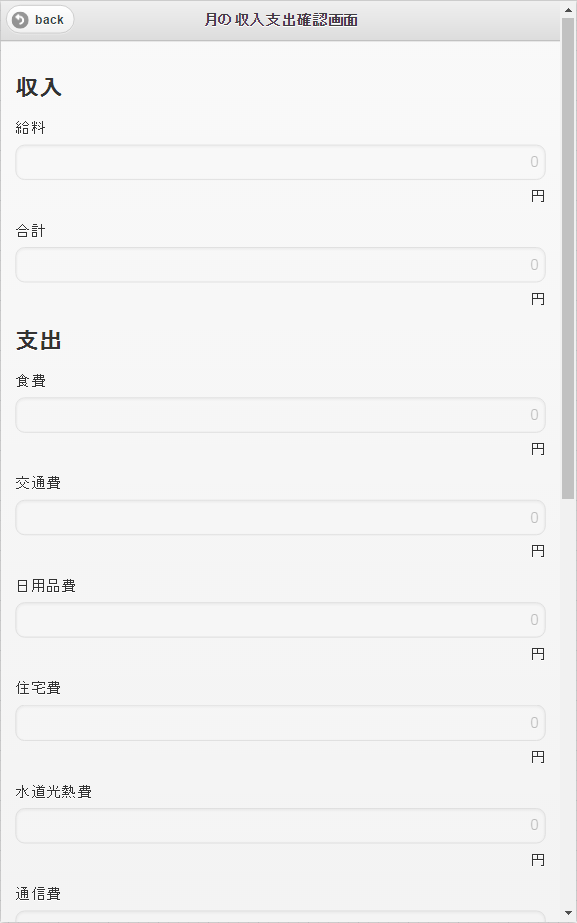 back
月の収入支出確認画面
収入
給料
0
円
合計
0
円
支出
食費
0
円
交通費
0
円
日用品費
0
円
住宅費
0
円
水道光熱費
0
円
通信費